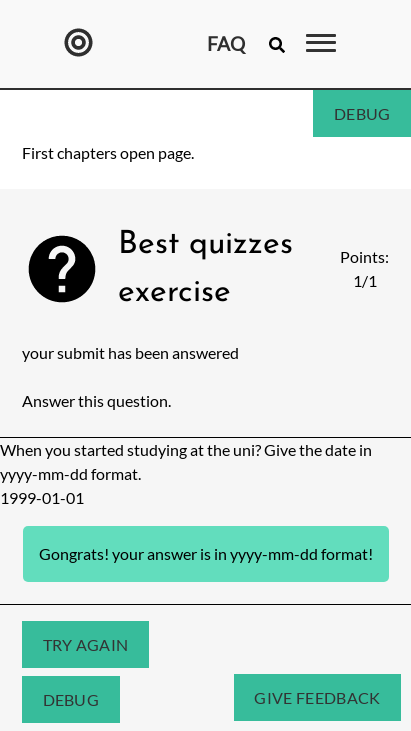 FAQ
DEBUG
First chapters open page.
Best quizzes
exercise
Points:
1/1
your submit has been answered
Answer this question.
When you started studying at the uni? Give the date in
yyyy-mm-dd format.
1999-01-01
Gongrats! your answer is in yyyy-mm-dd format!
TRY AGAIN
DEBUG
GIVE FEEDBACK